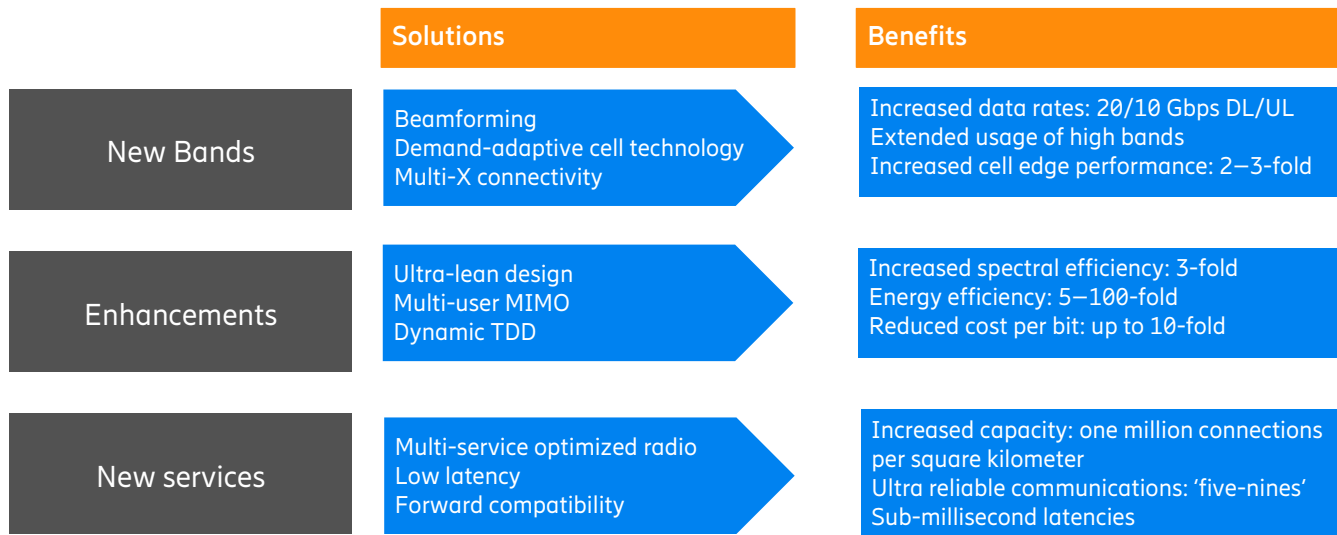 Solutions
Benefits
New Bands
Beamforming
Demand-adaptive cell technology
Multi-X connectivity
Increased data rates: 20/10 Gbps DL/UL
Extended usage of high bands
Increased cell edge performance: 2–3-fold
Enhancements
Ultra-lean design
Multi-user MIMO
Dynamic TDD
Increased spectral efficiency: 3-fold
Energy efficiency: 5–100-fold
Reduced cost per bit: up to 10-fold
New services
Multi-service optimized radio
Low latency
Forward compatibility
Increased capacity: one million connections
per square kilometer
Ultra reliable communications: ‘five-nines’
Sub-millisecond latencies